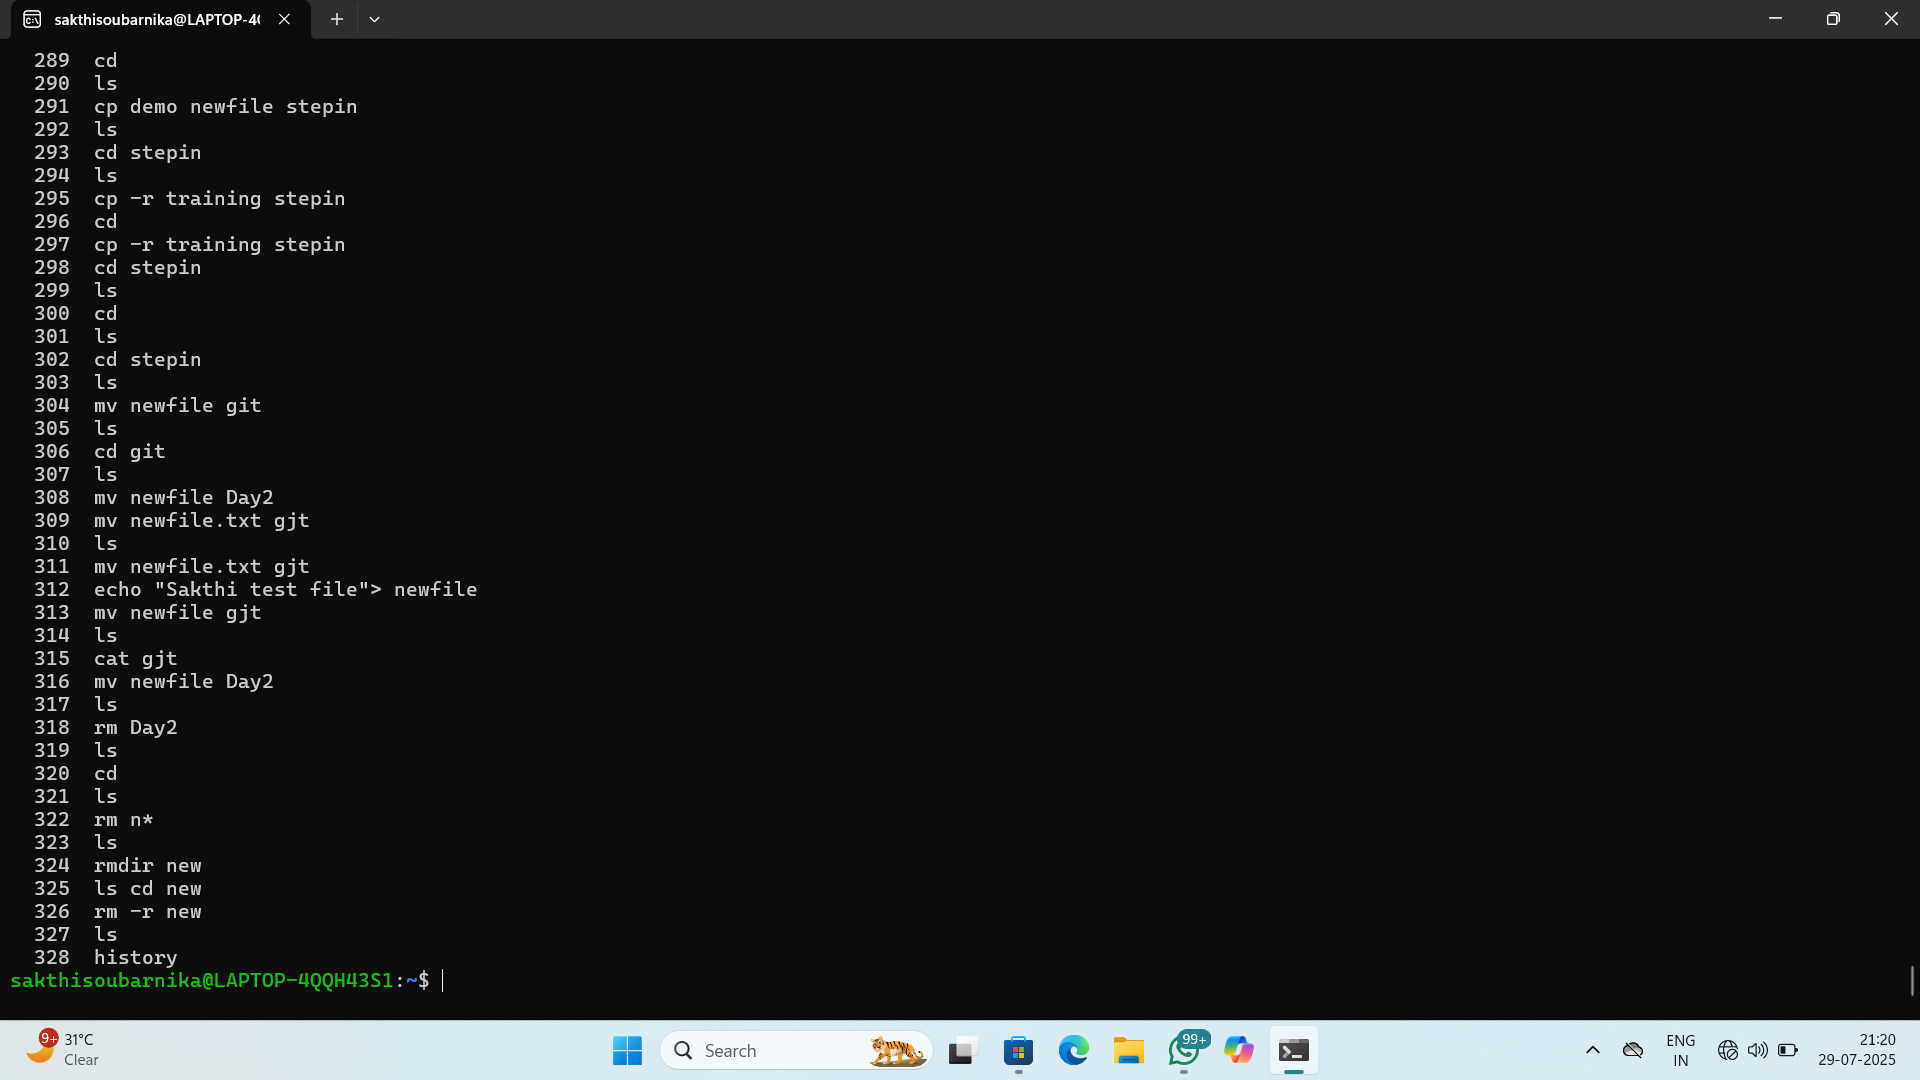 sakthisoubarnika@LAPTOP-4Q
289 cd
290 ls
291 cp demo newfile stepin
292 ls
293 cd stepin
294 ls
295 cp -r training stepin
296 cd
297 cp -r training stepin
298 cd stepin
299 ls
300 cd
301 ls
302 cd stepin
303 ls
304 mv newfile git
305 ls
306 cd git
307 ls
308 mv newfile Day2
309 mv newfile.txt gjt
310 ls
311 mv newfile.txt gjt
312 echo "Sakthi test file"> newfile
313 mv newfile gjt
314 ls
315 cat gjt
316 mv newfile Day2
317 ls
318 rm Day2
319 ls
320 cd
321 ls
322 rm n*
323 ls
324 rmdir new
325 ls cd new
326 rm -r new
327 ls
328 history
sakthisoubarnika@LAPTOP-4QQH43S1:~$
9+ 31°C
Clear
Search
99+
ENG
IN
21:20
29-07-2025